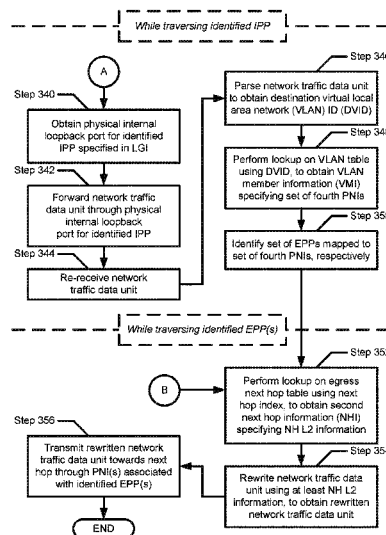 While traversing identified IPP
A
Step 340
Obtain physical internal
loopback port for identified
IPP specified in LGI
Step 342
Forward network traffic
data unit through physical
internal loopback
port for identified IPP
Step 344
Re-receive network
traffic data unit
Step 346
Parse network traffic data unit
to obtain destination virtual local
area network (VLAN) ID (DVID)
Step 348
Perform lookup on VLAN table
using DVID, to obtain VLAN
member information (VMI)
specifying set of fourth PNIs
Identify set of EPPs mapped to
set of fourth PNIs, respectively
While traversing identified EPP(s)
B
Perform lookup on egress
next hop table using next
hop index, to obtain second
next hop information (NHI)
specifying NH L2 information
Rewrite network traffic data
unit using at least NH L2
information, to obtain rewritten
network traffic data unit
Step 356
Transmit rewritten network
traffic data unit towards next
hop through PNI(s) associated
with identified EPP(s)
END